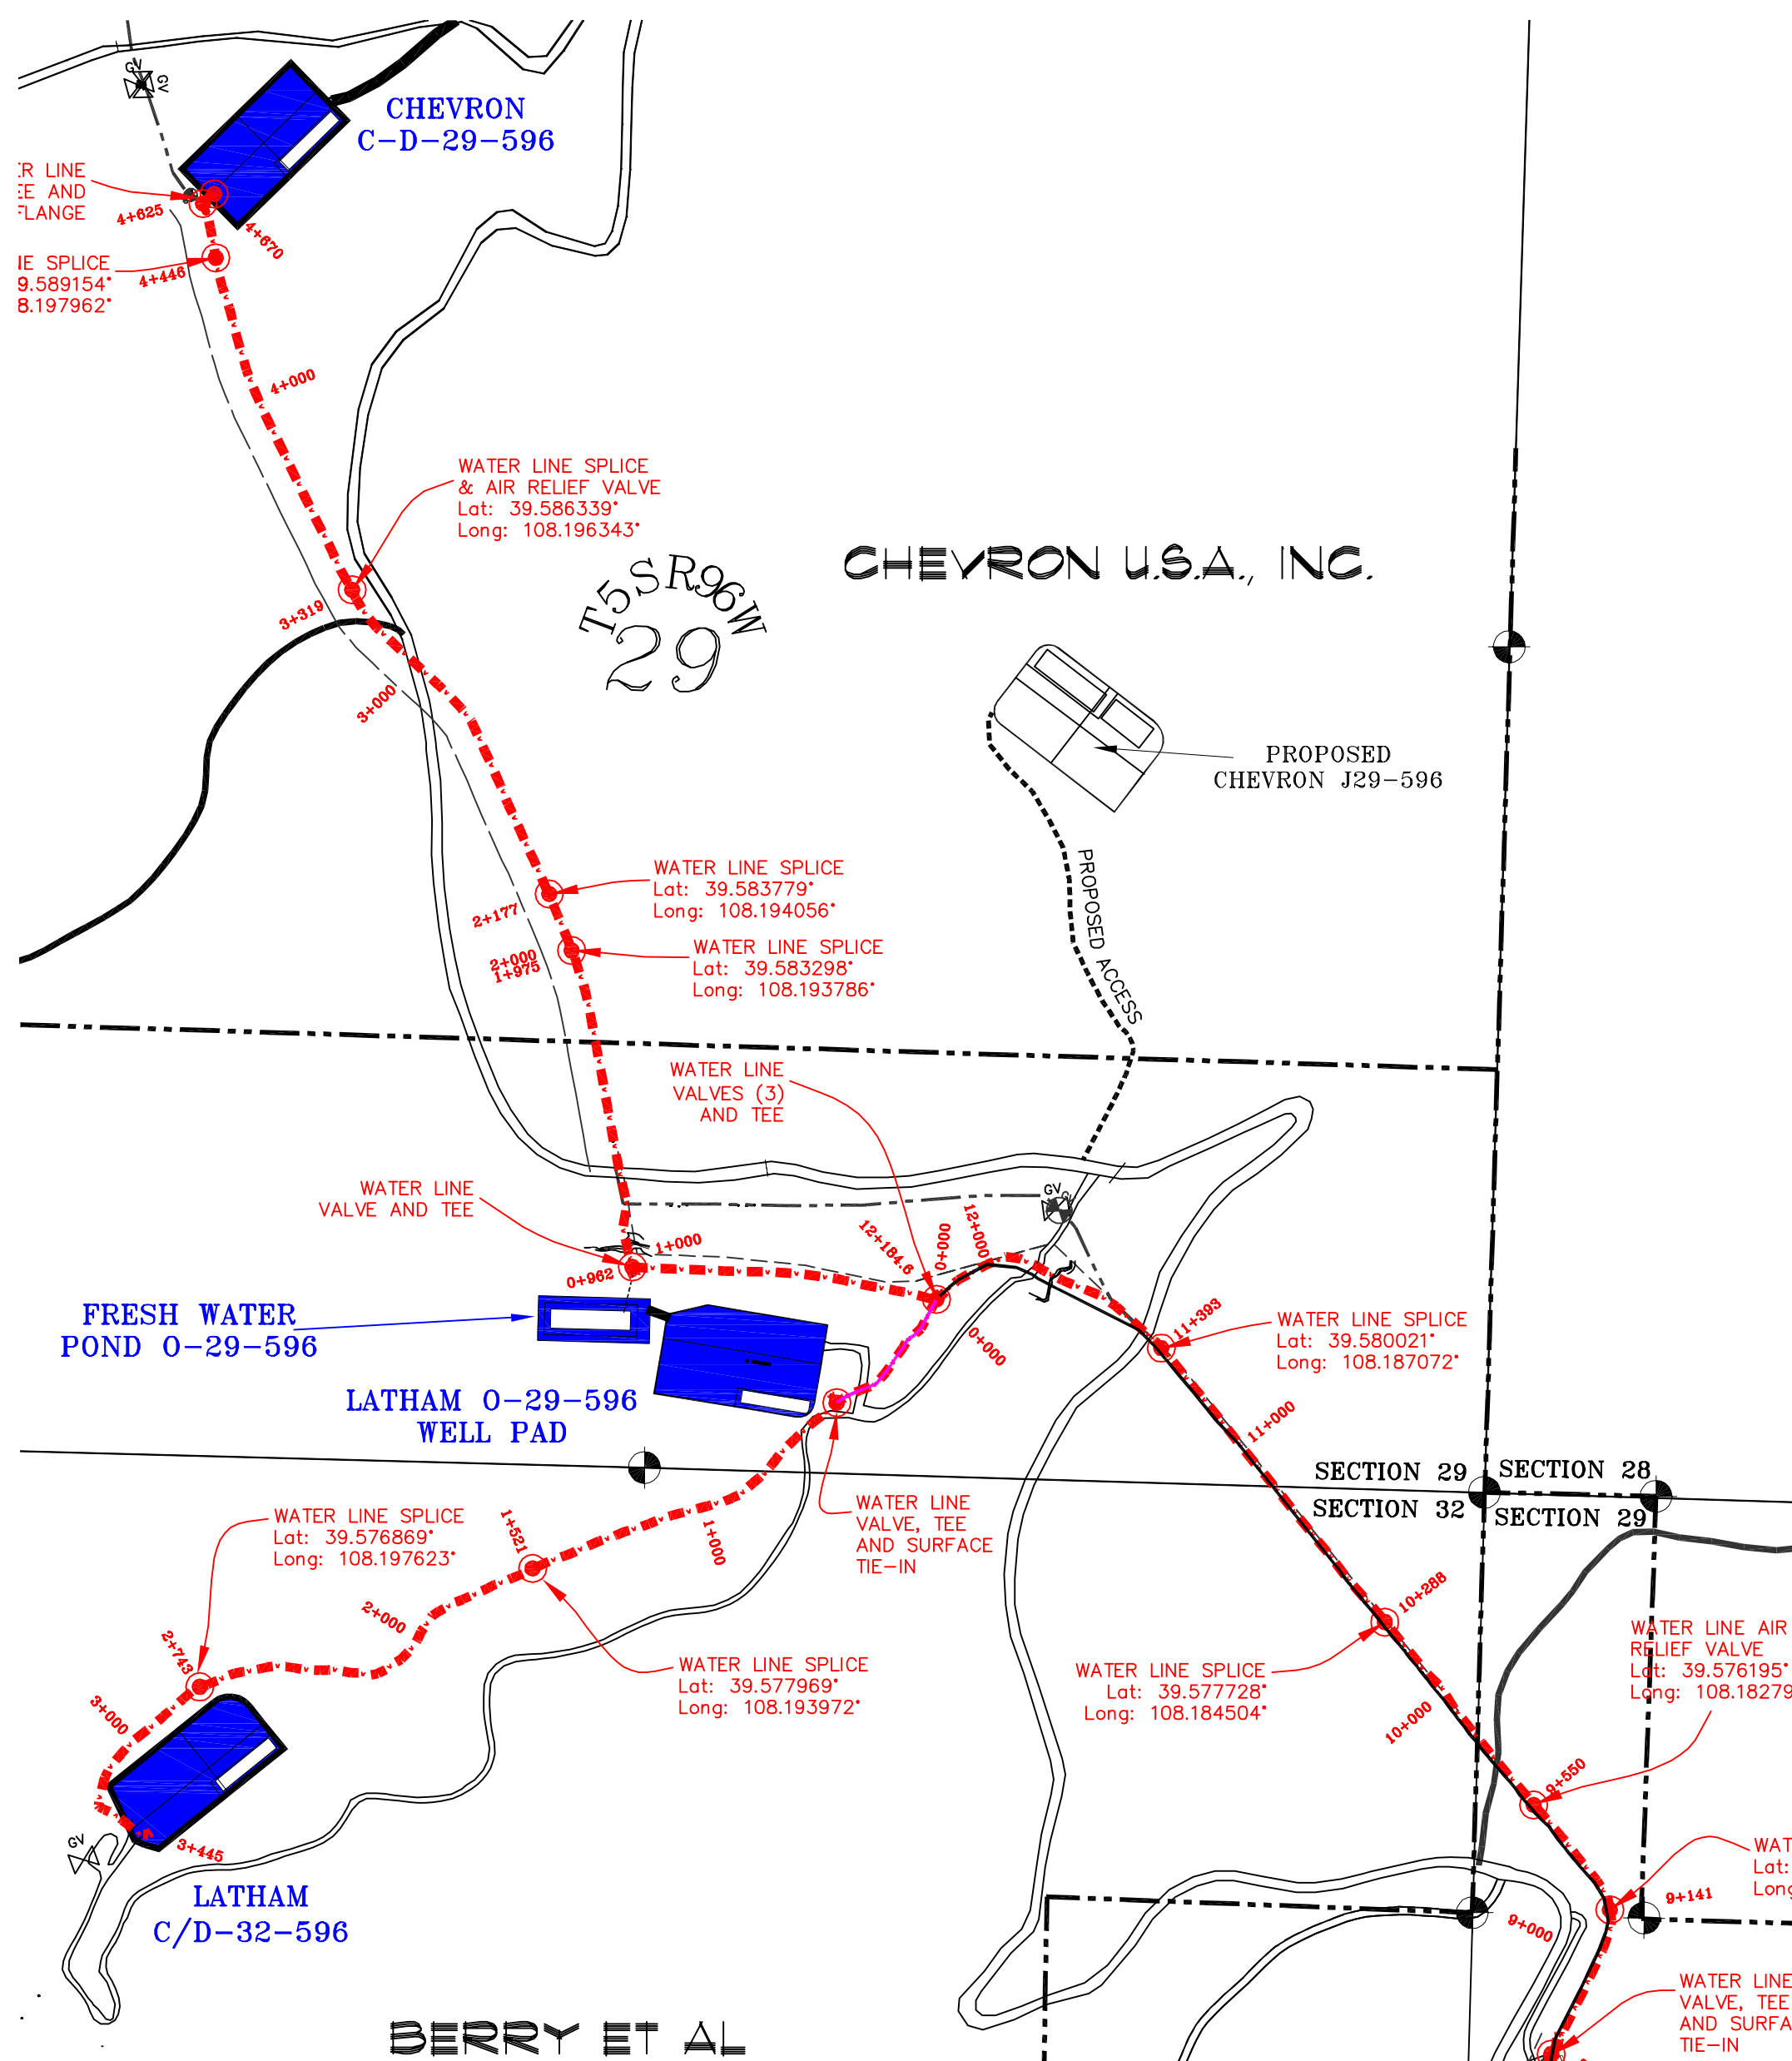 GV
GV
CHEVRON
C-D-29-596
ER LINE
EE AND
FLANGE
4+625
4+670
IE SPLICE
9.589154°
8.197962°
4+446
4+000
WATER LINE SPLICE
& AIR RELIEF VALVE
Lat: 39.586339°
Long: 108.196343°
3+319
T5SR96W
29
CHEVRON U.S.A., INC.
3+000
PROPOSED
CHEVRON J29-596
PROPOSED ACCESS
WATER LINE SPLICE
Lat: 39.583779°
Long: 108.194056°
2+177
WATER LINE SPLICE
Lat: 39.583298°
Long: 108.193786°
2+000
1+975
WATER LINE
VALVES (3)
AND TEE
WATER LINE
VALVE AND TEE
GV
12+184.6
0+000
12+000
1+000
0+962
FRESH WATER
POND O-29-596
0+000
11+393
WATER LINE SPLICE
Lat: 39.580021°
Long: 108.187072°
LATHAM O-29-596
WELL PAD
11+000
SECTION 29
SECTION 28
SECTION 32
SECTION 29
WATER LINE
VALVE, TEE
AND SURFACE
TIE-IN
WATER LINE SPLICE
Lat: 39.576869°
Long: 108.197623°
1+521
1+000
2+000
2+743
10+288
WATER LINE AIR
RELIEF VALVE
Lat: 39.576195°
Long: 108.18279
WATER LINE SPLICE
Lat: 39.577969°
Long: 108.193972°
WATER LINE SPLICE
Lat: 39.577728°
Long: 108.184504°
3+000
10+000
9+550
GV
3+445
WAT
Lat:
Long
9+141
9+000
LATHAM
C/D-32-596
WATER LINE
VALVE, TEE
AND SURFA
TIE-IN
BERRY ET AL